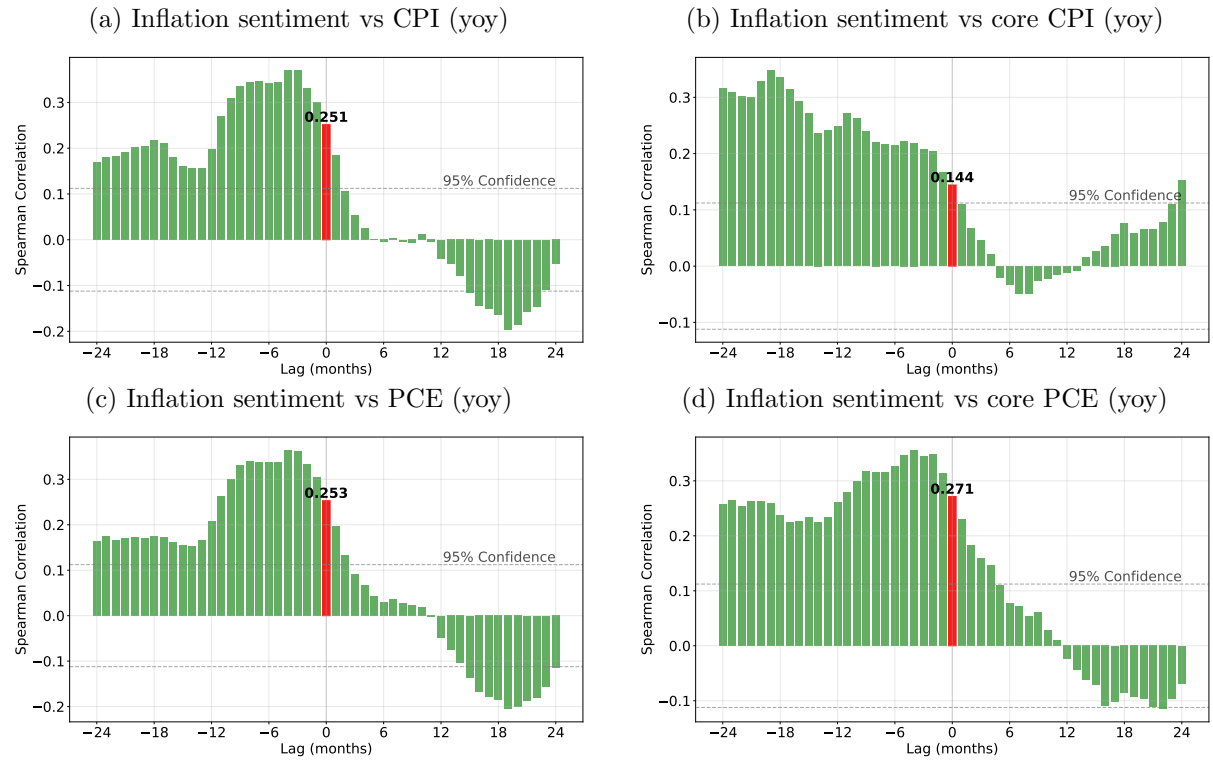 (a) Inflation sentiment vs CPI (yoy)
Spearman Correlation
0.3
0.2
0.1
0.0
−0.1
−0.2
0.251
95% Confidence
−24 −18 −12 −6 0 6 12 18 24
Lag (months)
(b) Inflation sentiment vs core CPI (yoy)
Spearman Correlation
0.3
0.2
0.1
0.0
−0.1
0.144
95% Confidence
−24 −18 −12 −6 0 6 12 18 24
Lag (months)
(c) Inflation sentiment vs PCE (yoy)
Spearman Correlation
0.3
0.2
0.1
0.0
−0.1
−0.2
0.253
95% Confidence
−24 −18 −12 −6 0 6 12 18 24
Lag (months)
(d) Inflation sentiment vs core PCE (yoy)
Spearman Correlation
0.3
0.2
0.1
0.0
−0.1
0.271
95% Confidence
−24 −18 −12 −6 0 6 12 18 24
Lag (months)